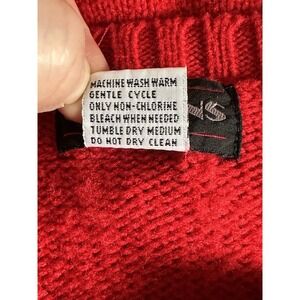 MACHINE WASH WARM
GENTLE CYCLE
ONLY NON-CHLORINE
BLEACH WHEN NEEDED
TUMBLE DRY MEDIUM
DO NOT DRY CLEAN